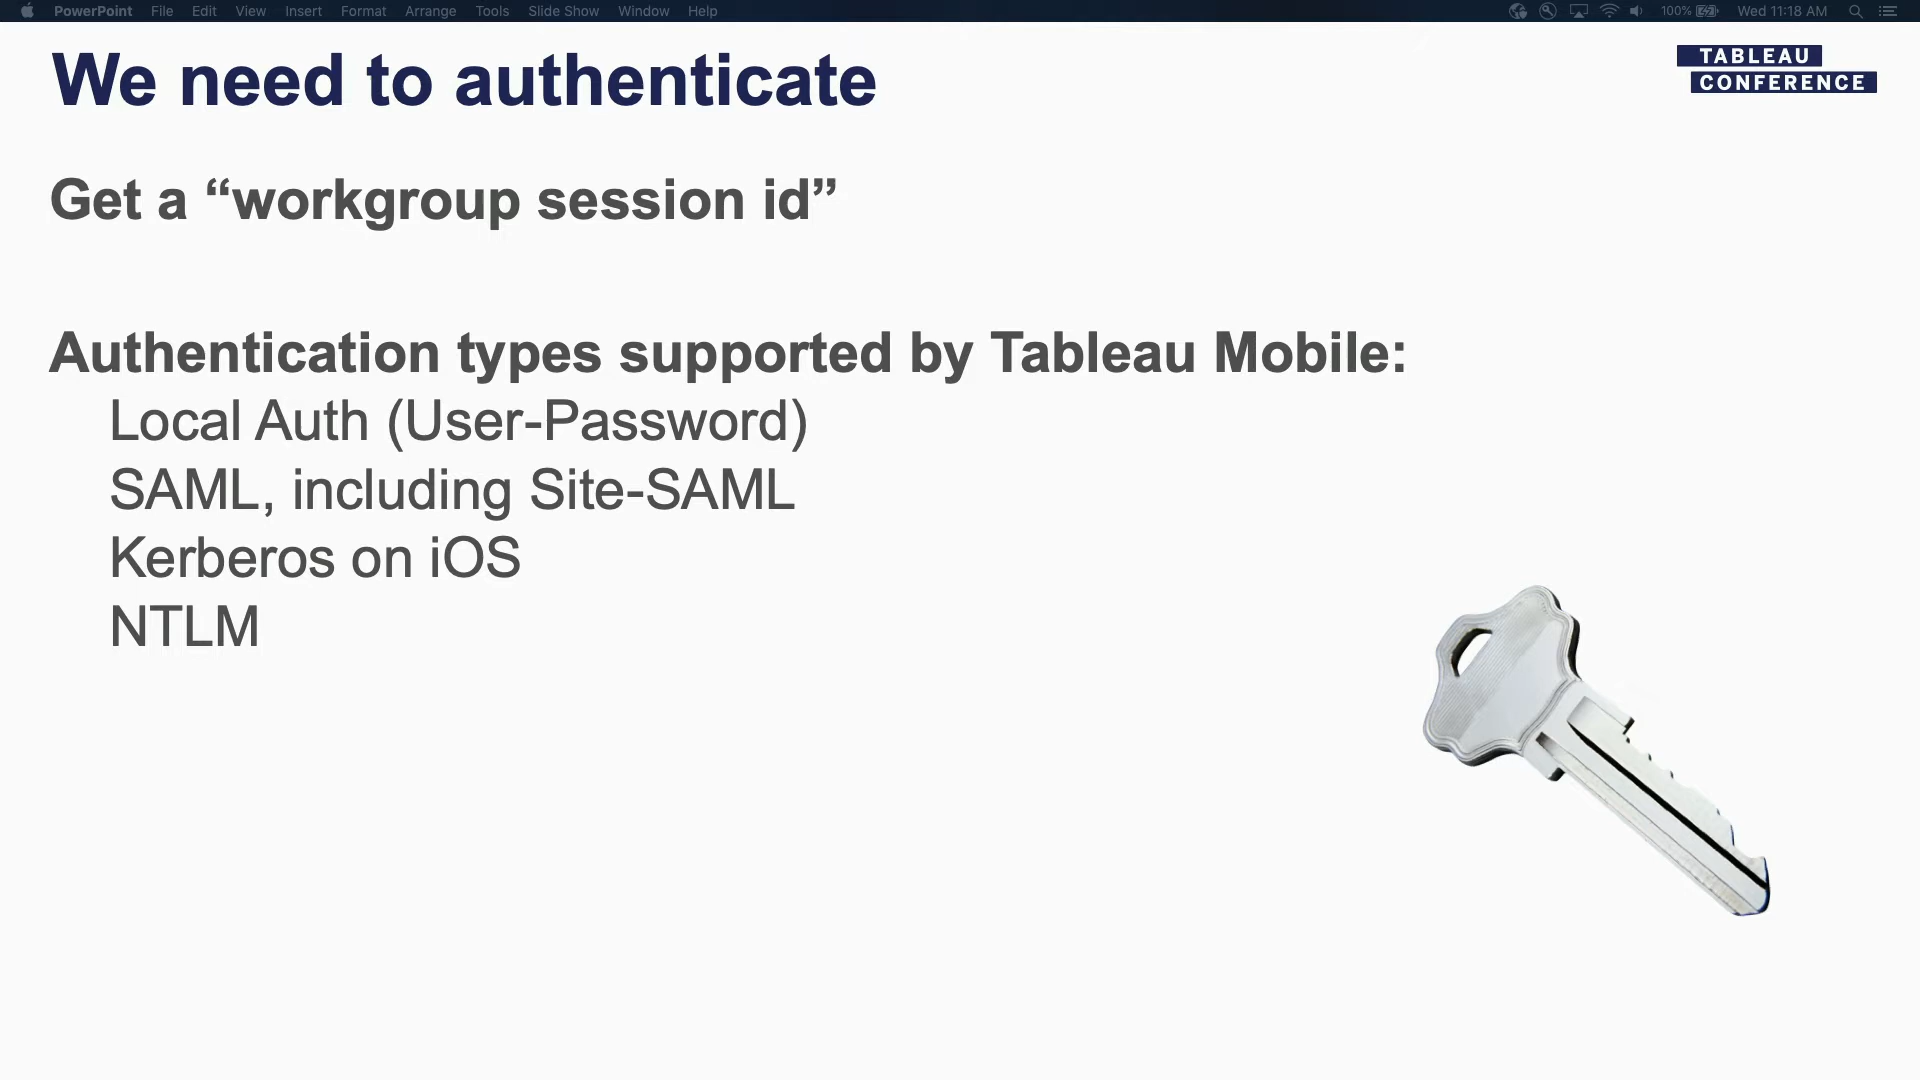 PowerPoint File Edit View Insert Format Arrange Tools Slide Show Window Help 100% Wed 11:18 AM
We need to authenticate
TABLEAU
CONFERENCE
Get a “workgroup session id”
Authentication types supported by Tableau Mobile:
Local Auth (User-Password)
SAML, including Site-SAML
Kerberos on iOS
NTLM